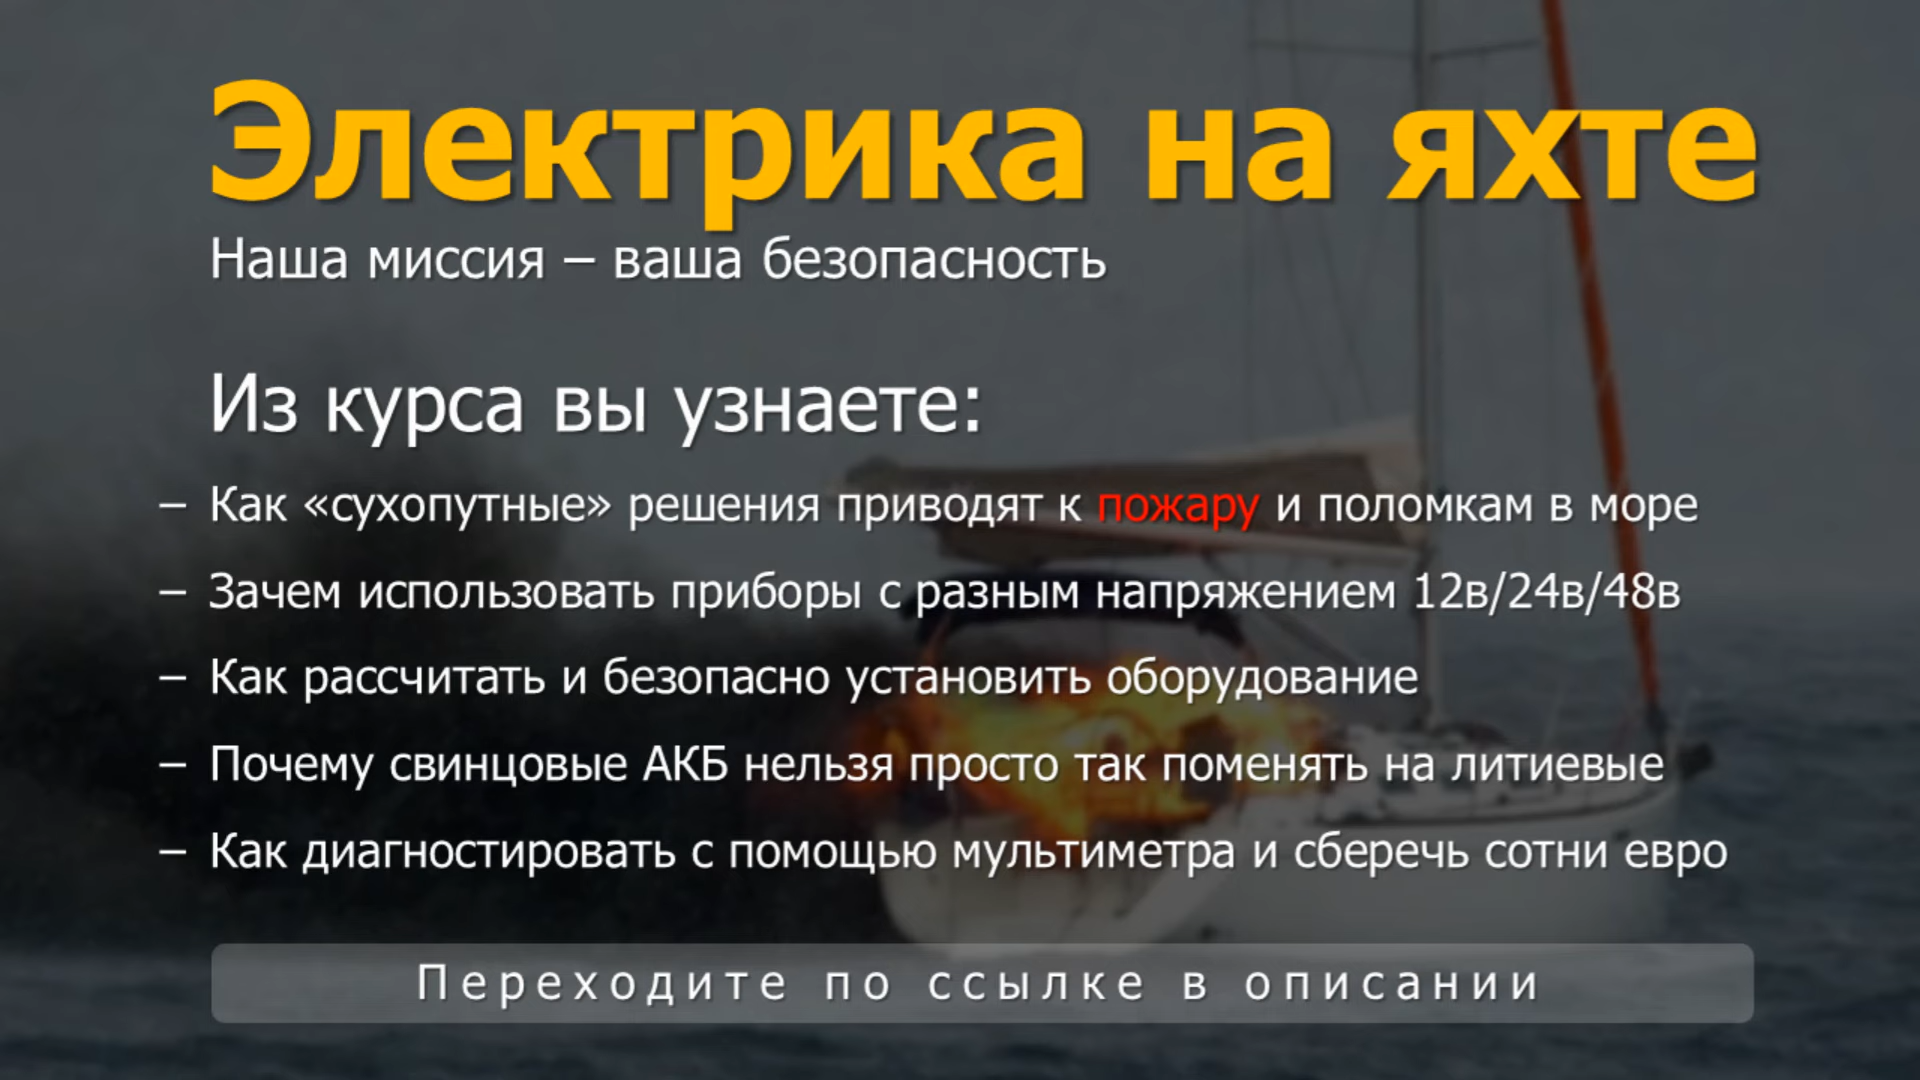 Электрика на яхте
Наша миссия – ваша безопасность
Из курса вы узнаете:
– Как «сухопутные» решения приводят к пожару и поломкам в море
– Зачем использовать приборы с разным напряжением 12в/24в/48в
– Как рассчитать и безопасно установить оборудование
– Почему свинцовые АКБ нельзя просто так поменять на литиевые
– Как диагностировать с помощью мультиметра и сберечь сотни евро
Переходите по ссылке в описании